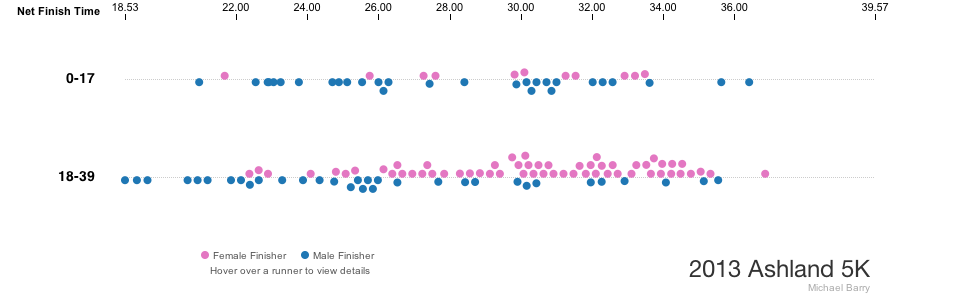 Net Finish Time 18.53 22.00 24.00 26.00 28.00 30.00 32.00 34.00 36.00 39.57
0-17
18-39
Female Finisher Male Finisher
Hover over a runner to view details
2013 Ashland 5K
Michael Barry